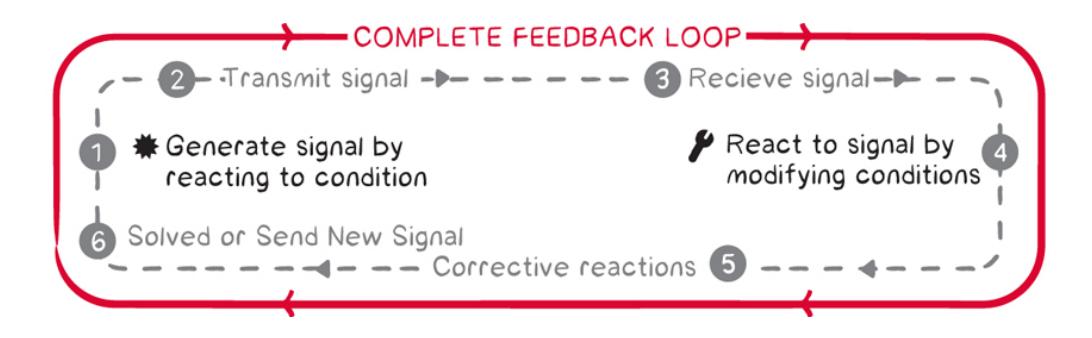 COMPLETE FEEDBACK LOOP
2 Transmit signal
3 Recieve signal
1 Generate signal by
reacting to condition
React to signal by 4
modifying conditions
6 Solved or Send New Signal
Corrective reactions 5